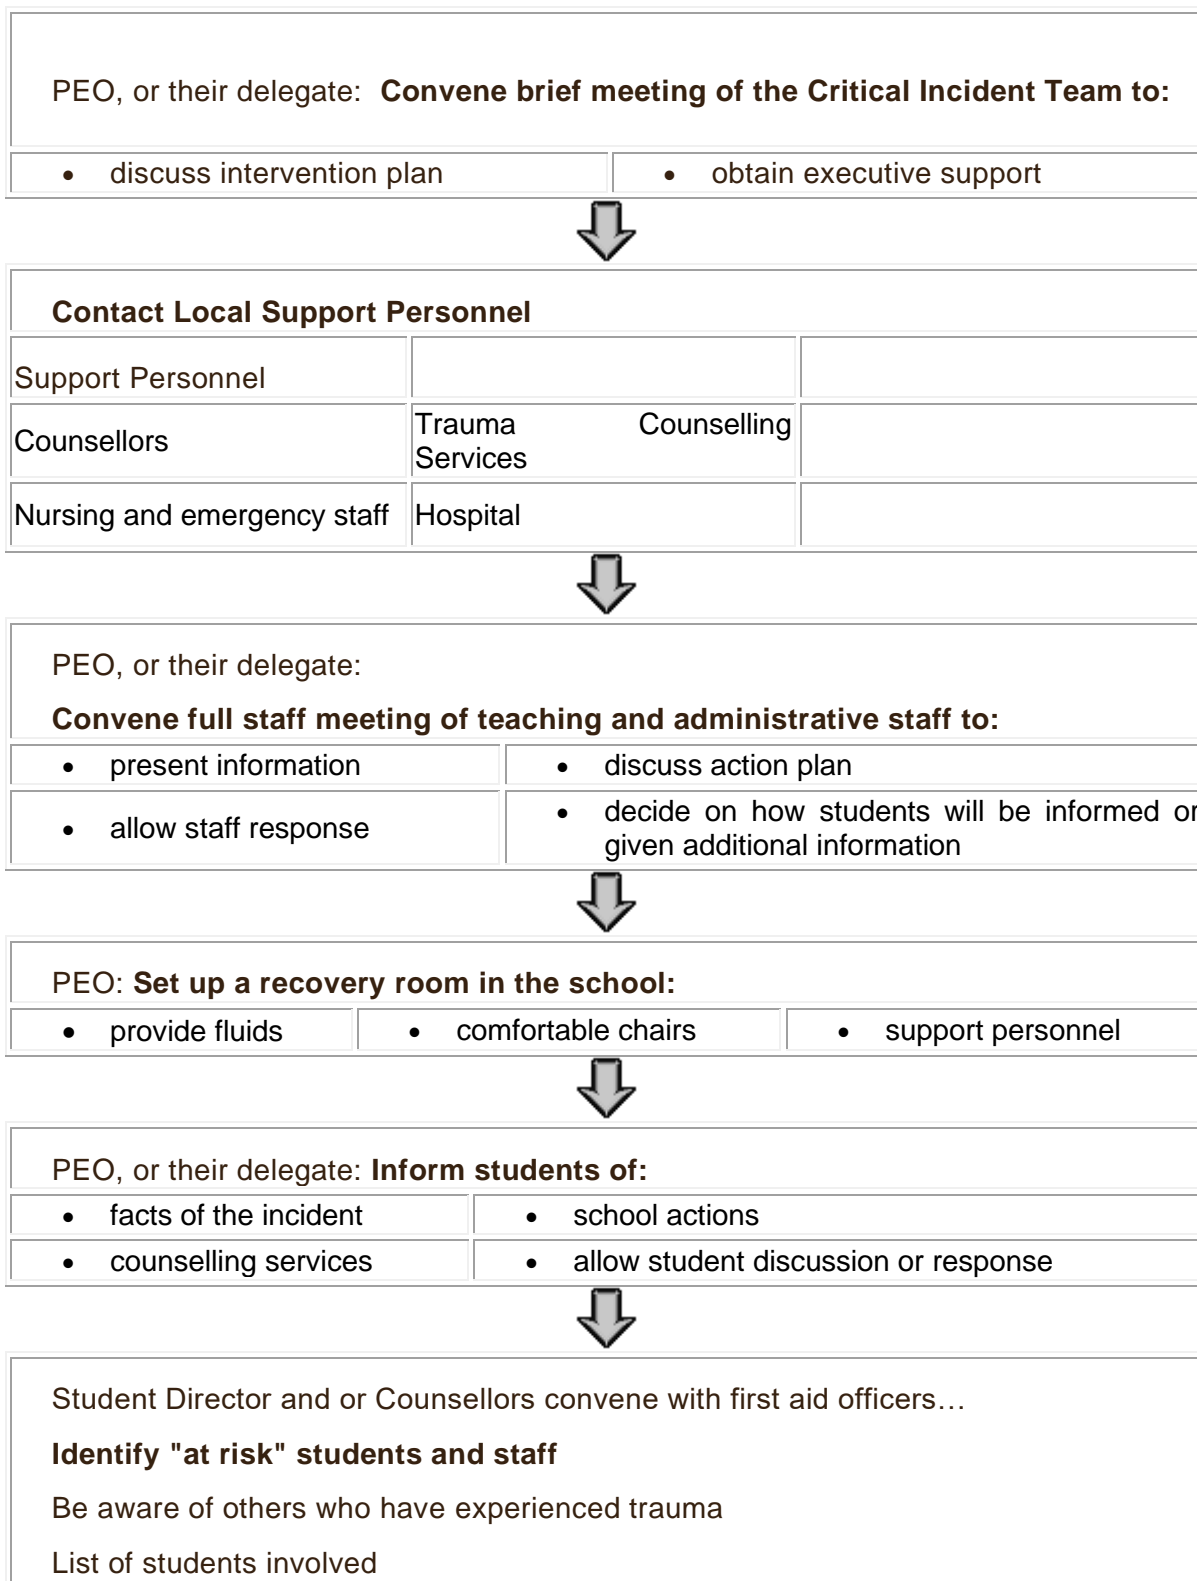 PEO, or their delegate:  Convene brief meeting of the Critical Incident Team to:
• discuss intervention plan
• obtain executive support
Contact Local Support Personnel
Support Personnel
Counsellors
Trauma Counselling
Services
Nursing and emergency staff
Hospital
PEO, or their delegate:
Convene full staff meeting of teaching and administrative staff to:
• present information
• discuss action plan
• allow staff response
• decide on how students will be informed or
given additional information
PEO: Set up a recovery room in the school:
• provide fluids
• comfortable chairs
• support personnel
PEO, or their delegate: Inform students of:
• facts of the incident
• school actions
• counselling services
• allow student discussion or response
Student Director and or Counsellors convene with first aid officers…
Identify "at risk" students and staff
Be aware of others who have experienced trauma
List of students involved